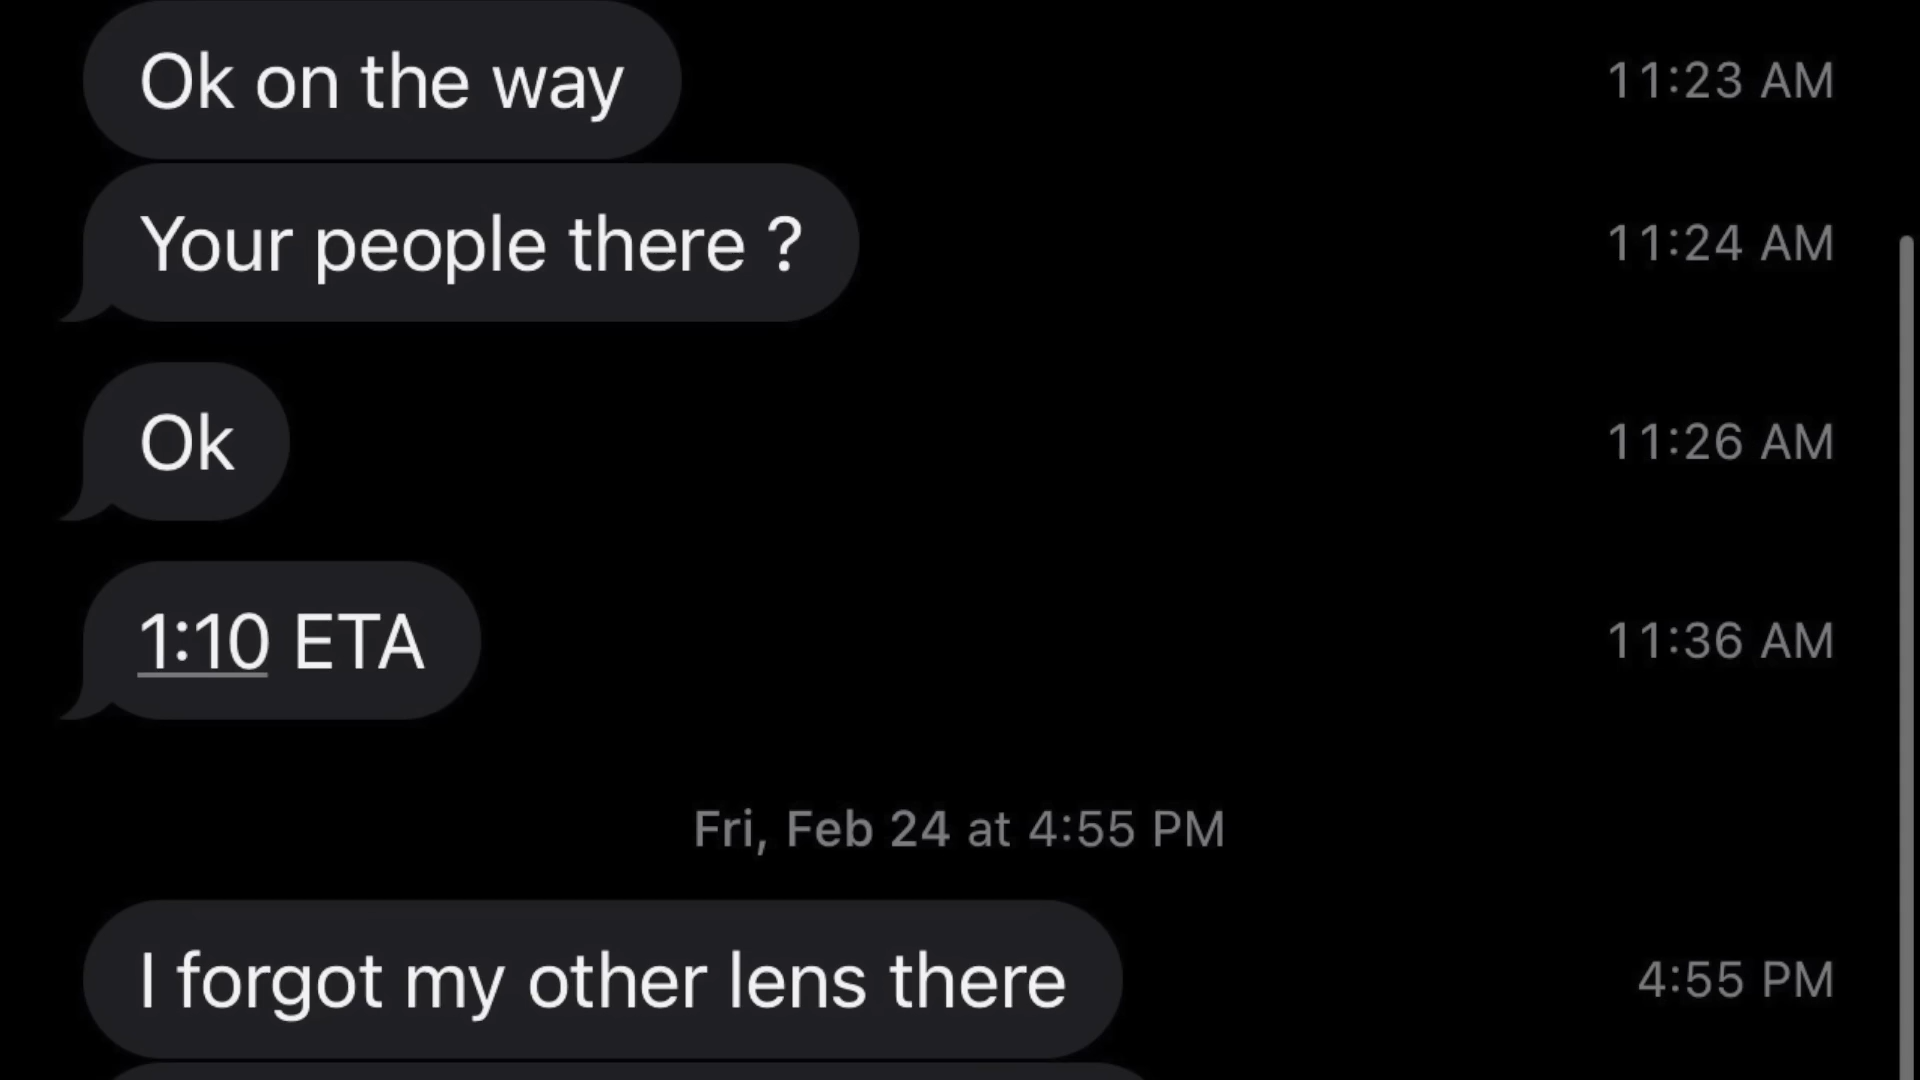 Ok on the way
11:23 AM
Your people there ?
11:24 AM
Ok
11:26 AM
1:10 ETA
11:36 AM
Fri, Feb 24 at 4:55 PM
I forgot my other lens there
4:55 PM